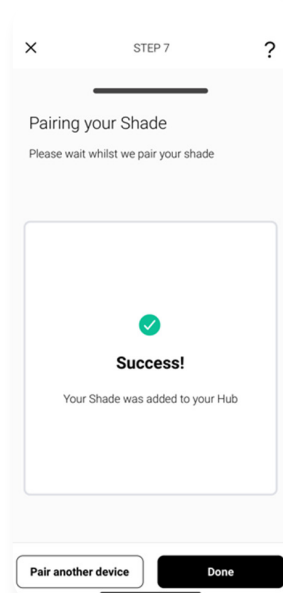 STEP 7
?
Pairing your Shade
Please wait whilst we pair your shade
Success!
Your Shade was added to your Hub
Pair another device
Done